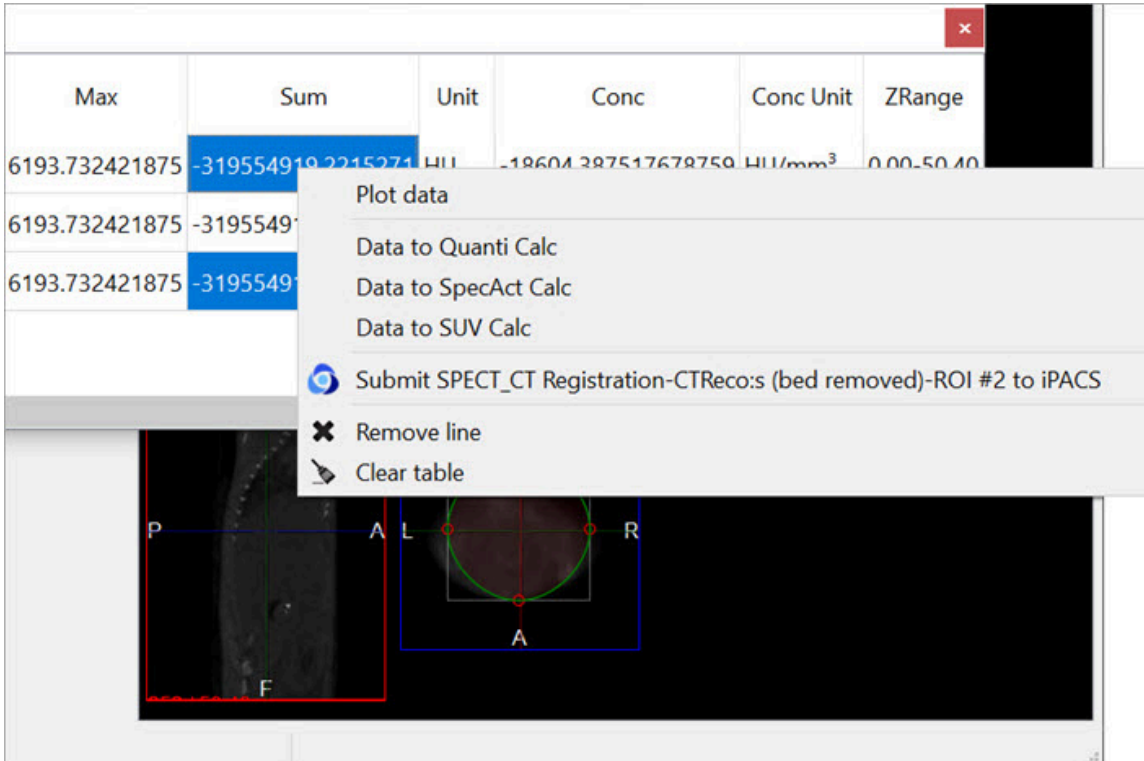 Max Sum Unit Conc Conc Unit ZRange
6193.732421875 -319554919.2215271 HU -18604.387517678759 HU/mm³ 0.00-50.40
6193.732421875 -3195549
6193.732421875 -3195549
Plot data
Data to Quanti Calc
Data to SpecAct Calc
Data to SUV Calc
Submit SPECT_CT Registration-CTReco:s (bed removed)-ROI #2 to iPACS
Remove line
Clear table
P A L R
A
F